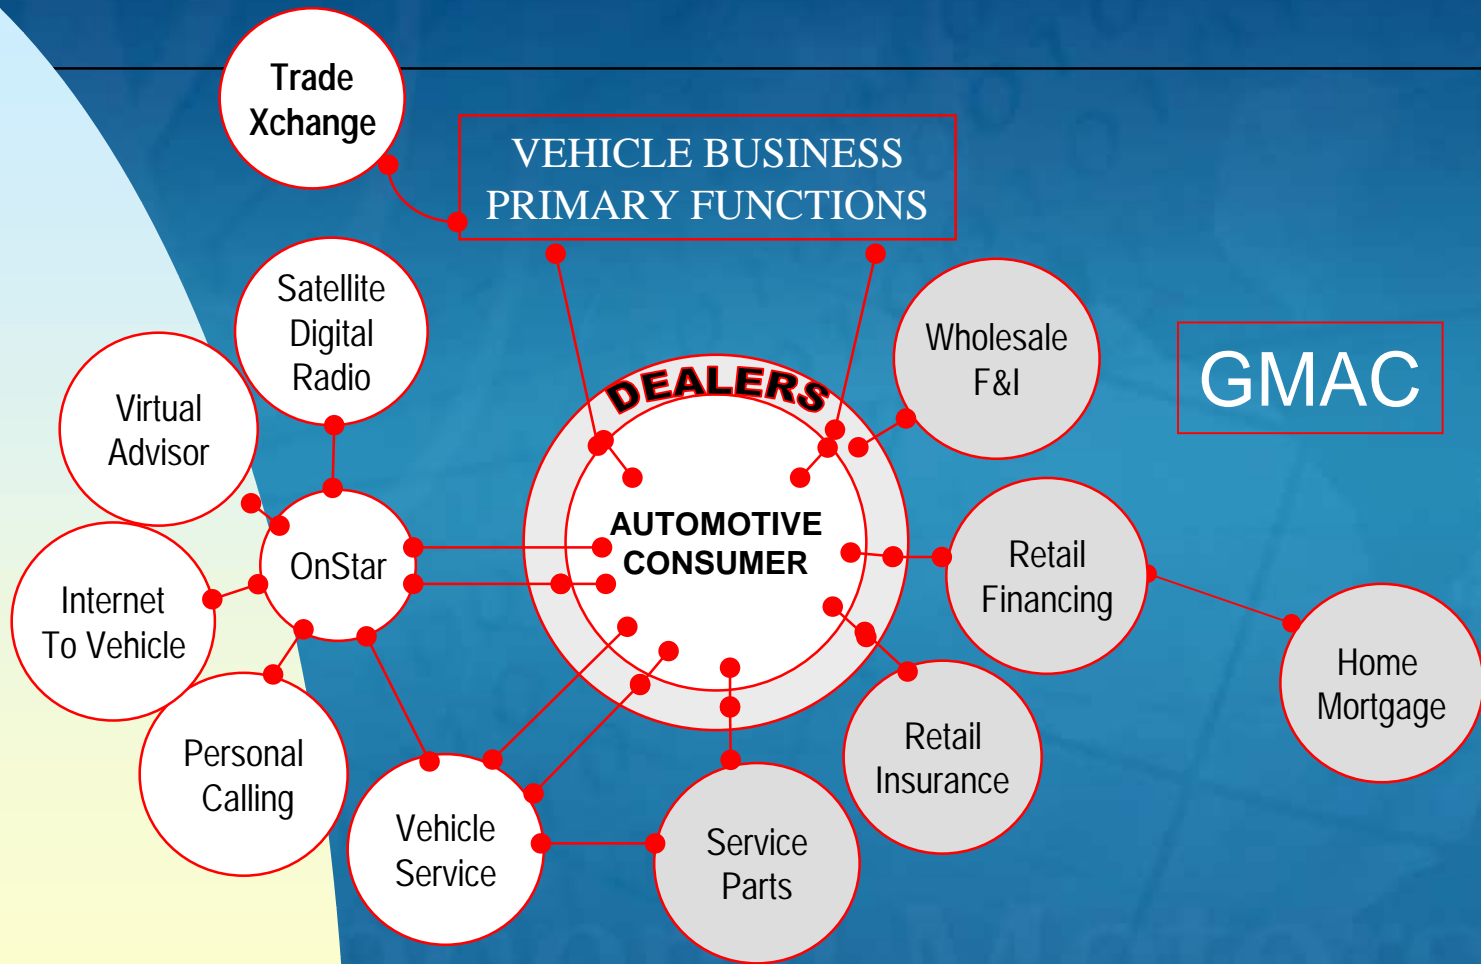 Trade
Xchange
VEHICLE BUSINESS
PRIMARY FUNCTIONS
Satellite
Digital
Radio
Wholesale
F&I
GMAC
Virtual
Advisor
DEALERS
AUTOMOTIVE
CONSUMER
OnStar
Retail
Financing
Internet
To Vehicle
Home
Mortgage
Personal
Calling
Retail
Insurance
Vehicle
Service
Service
Parts